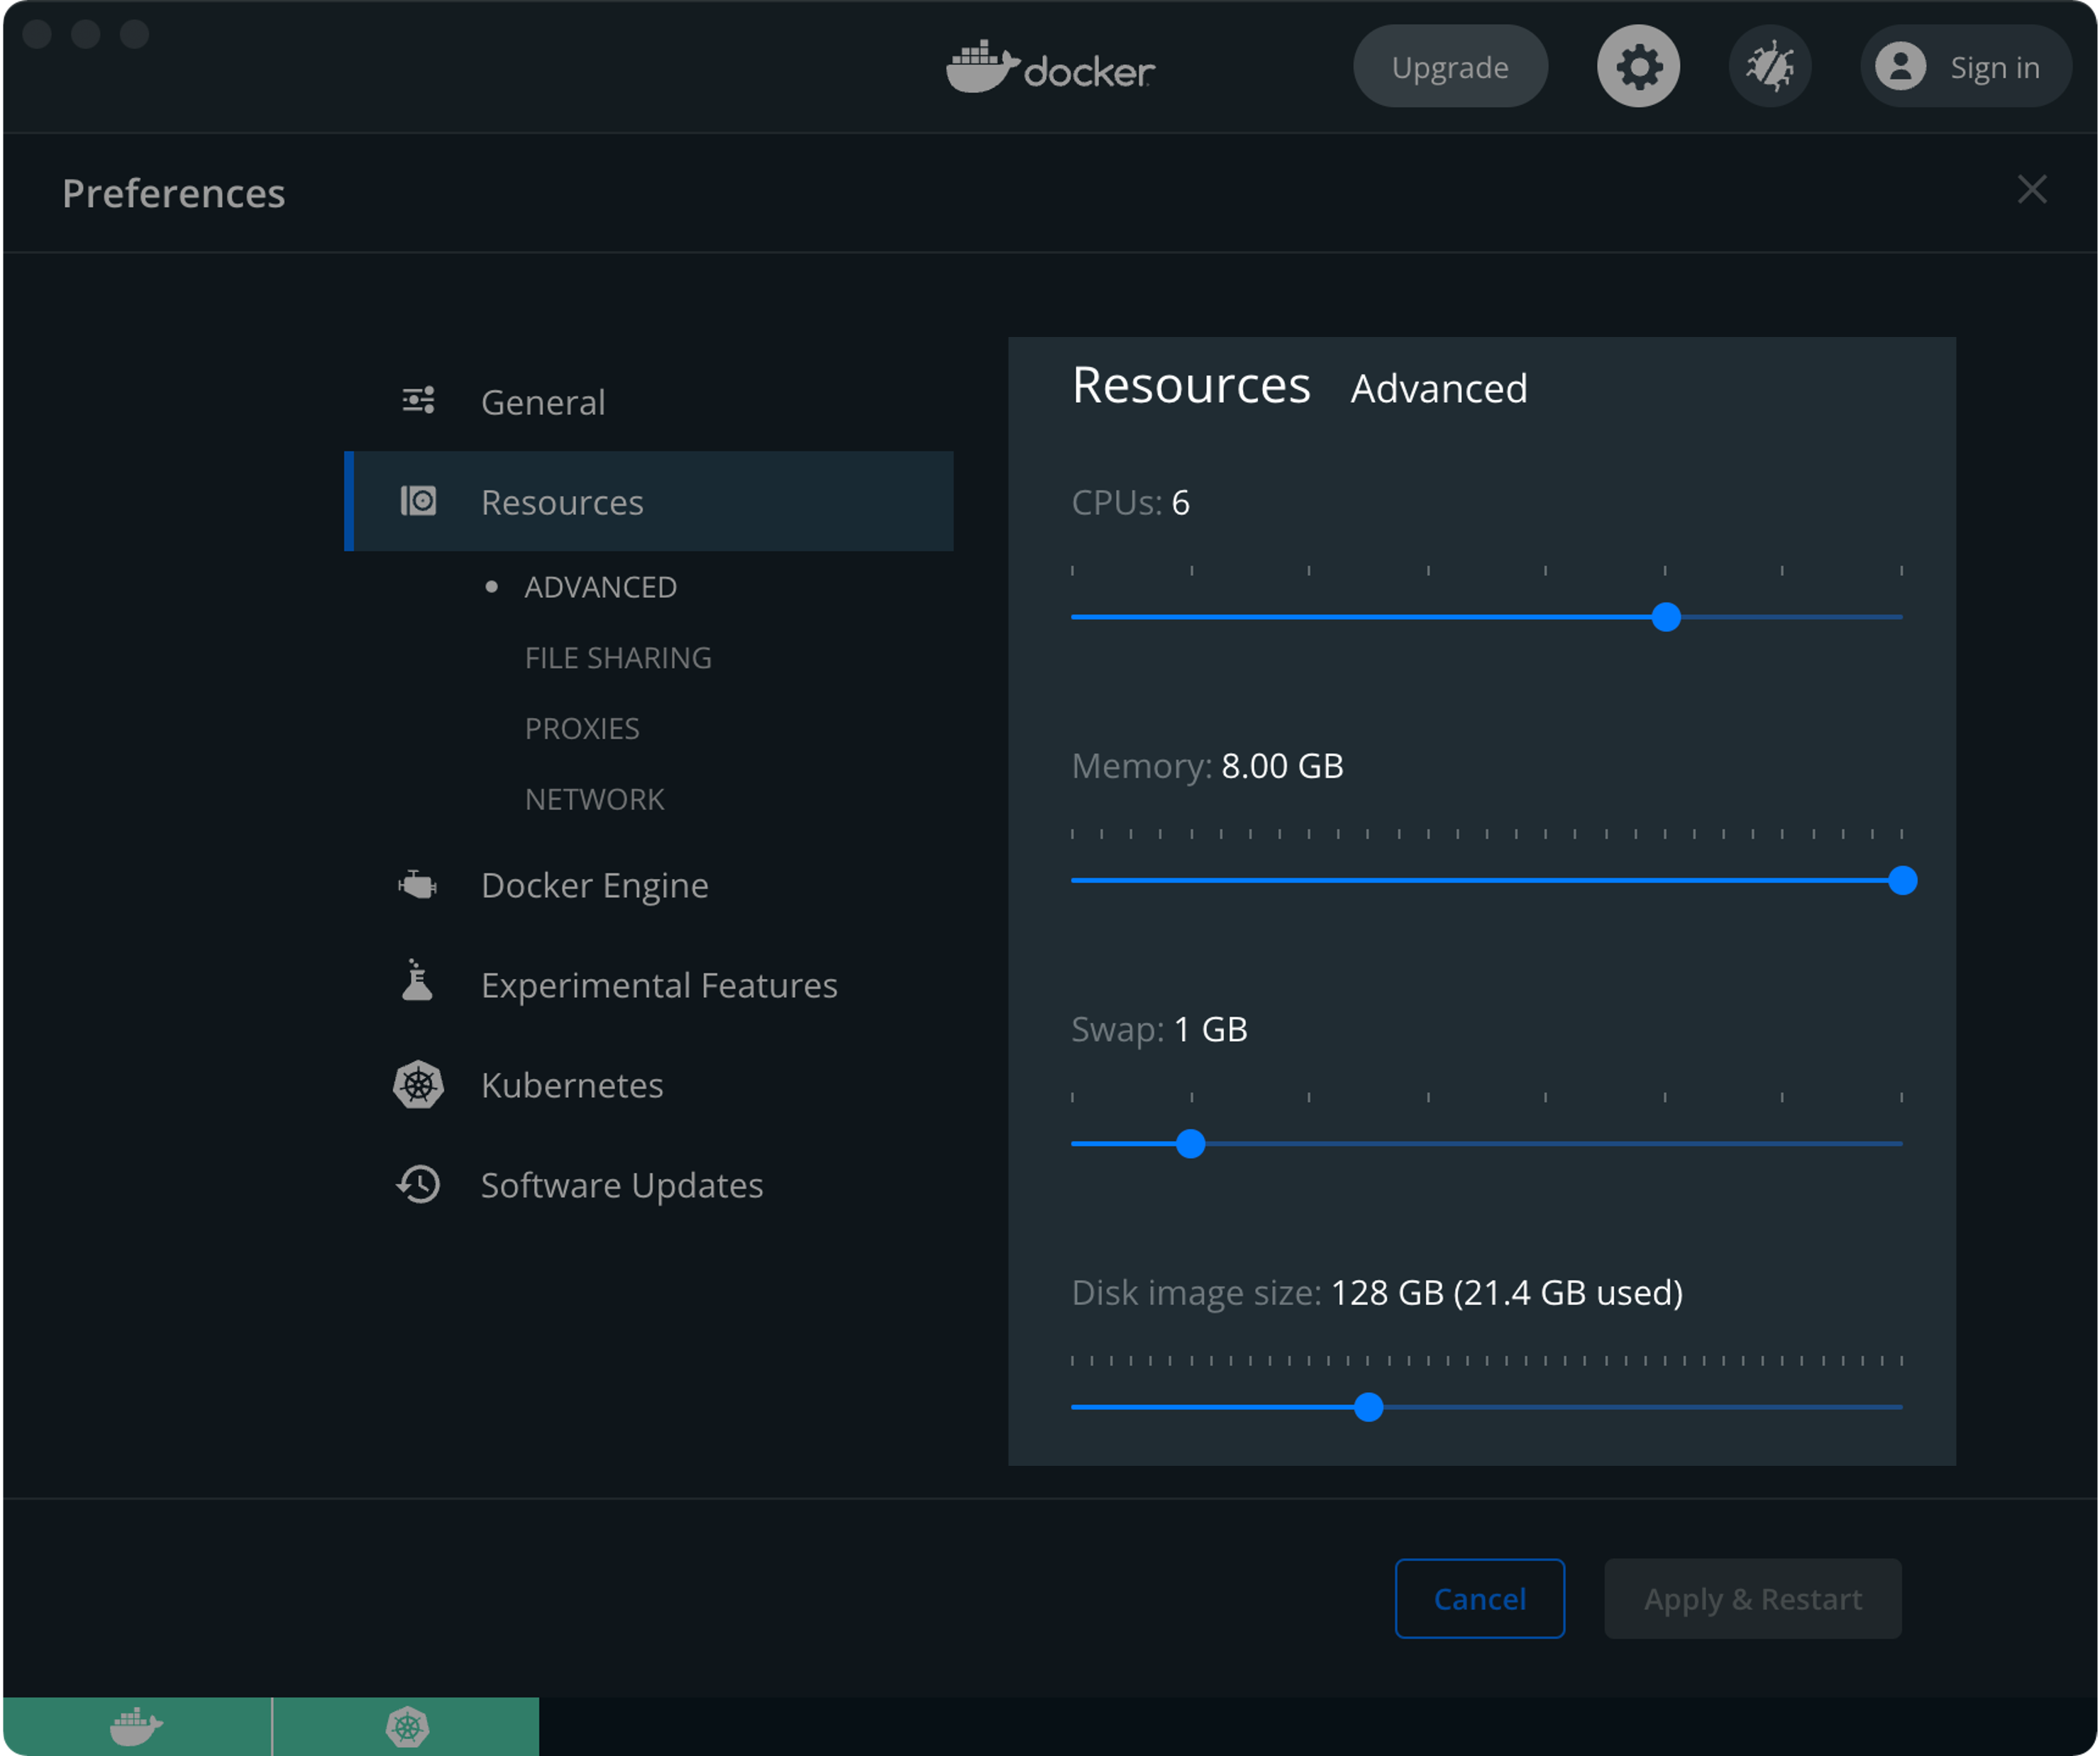 docker
Upgrade
Sign in
Preferences
General
Resources
ADVANCED
FILE SHARING
PROXIES
NETWORK
Docker Engine
Experimental Features
Kubernetes
Software Updates
Resources Advanced
CPUs: 6
Memory: 8.00 GB
Swap: 1 GB
Disk image size: 128 GB (21.4 GB used)
Cancel
Apply & Restart